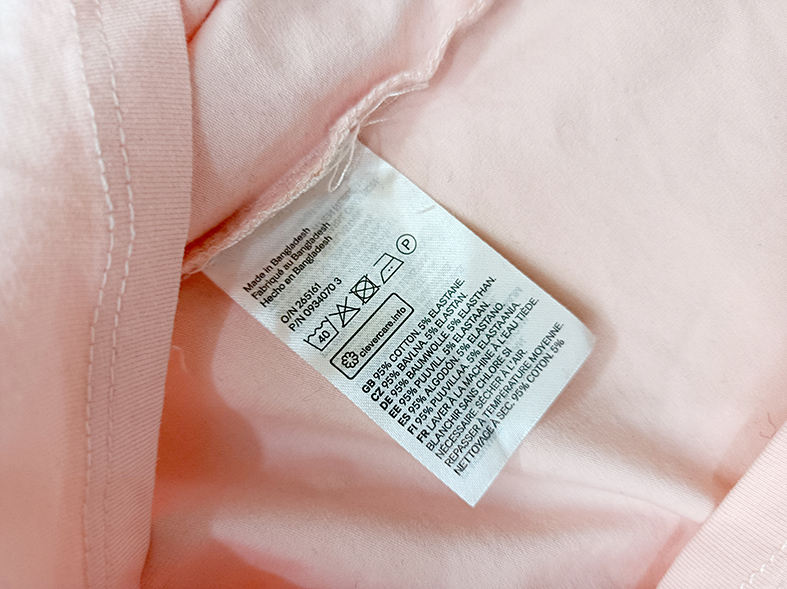 Made in Bangladesh
Fabriqué au Bangladesh
Hecho en Bangladesh
O/N 265161
P/N 0934070 3
40
P
clevercare.info
GB 95% COTTON. 5% ELASTANE
CZ 95% BAVLNA. 5% ELASTAN.
DE 95% BAUMWOLLE. 5% ELASTHAN.
EE 95% PUUVILL. 5% ELASTAAN.
ES 95% ALGODÓN. 5% ELASTANO.
FI 95% PUUVILLAA. 5% ELASTAANIA
FR LAVER À LA MACHINE À L'EAU TIÈDE.
BLANCHIR SANS CHLORE SI
NÉCESSAIRE SÉCHER À L'AIR
REPASSER À TEMPÉRATURE MOYENNE.
NETTOYAGE À SEC. 95% COTON. 5%